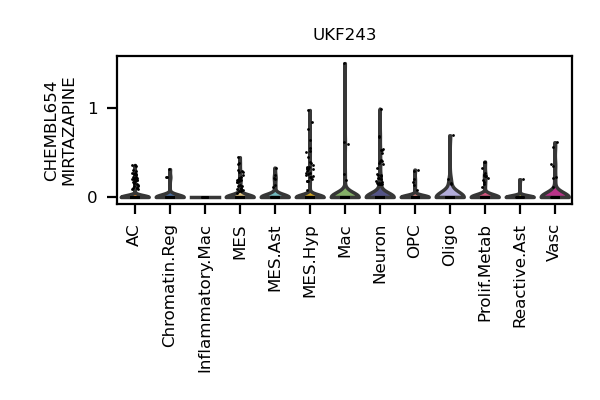 UKF243
CHEMBL654
MIRTAZAPINE
1
0
AC
Chromatin.Reg
Inflammatory.Mac
MES
MES.Ast
MES.Hyp
Mac
Neuron
OPC
Oligo
Prolif.Metab
Reactive.Ast
Vasc